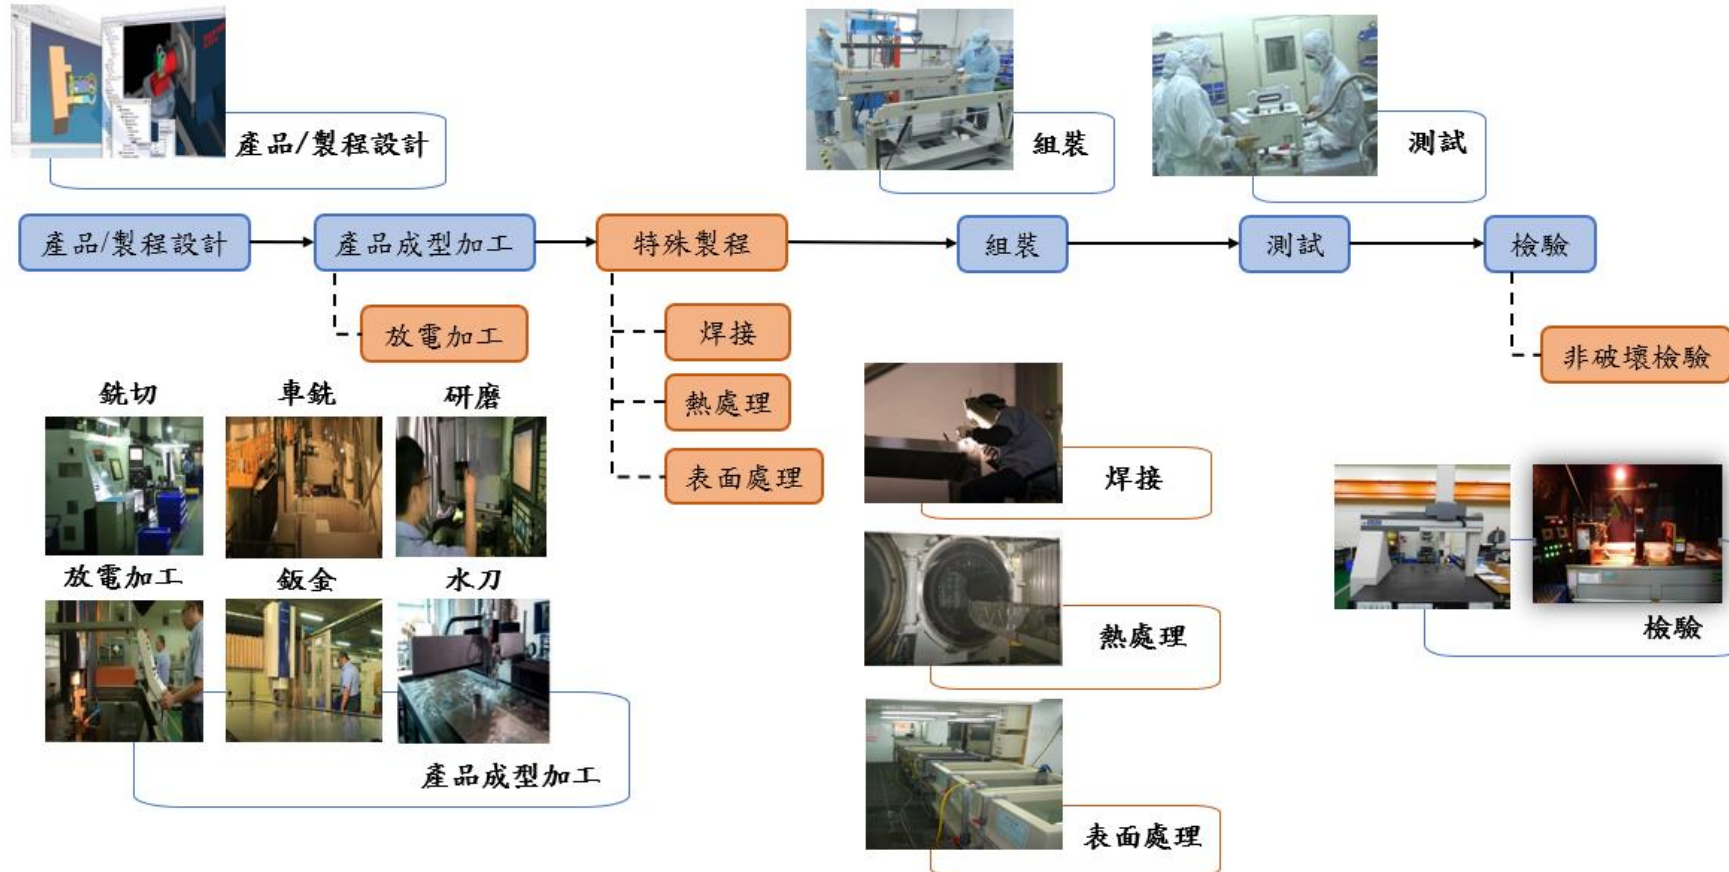 產品/製程設計
組裝
測試
產品/製程設計
產品成型加工
特殊製程
組裝
測試
檢驗
放電加工
焊接
熱處理
表面處理
非破壞檢驗
銑切
車銑
研磨
放電加工
鈑金
水刀
產品成型加工
焊接
熱處理
表面處理
檢驗